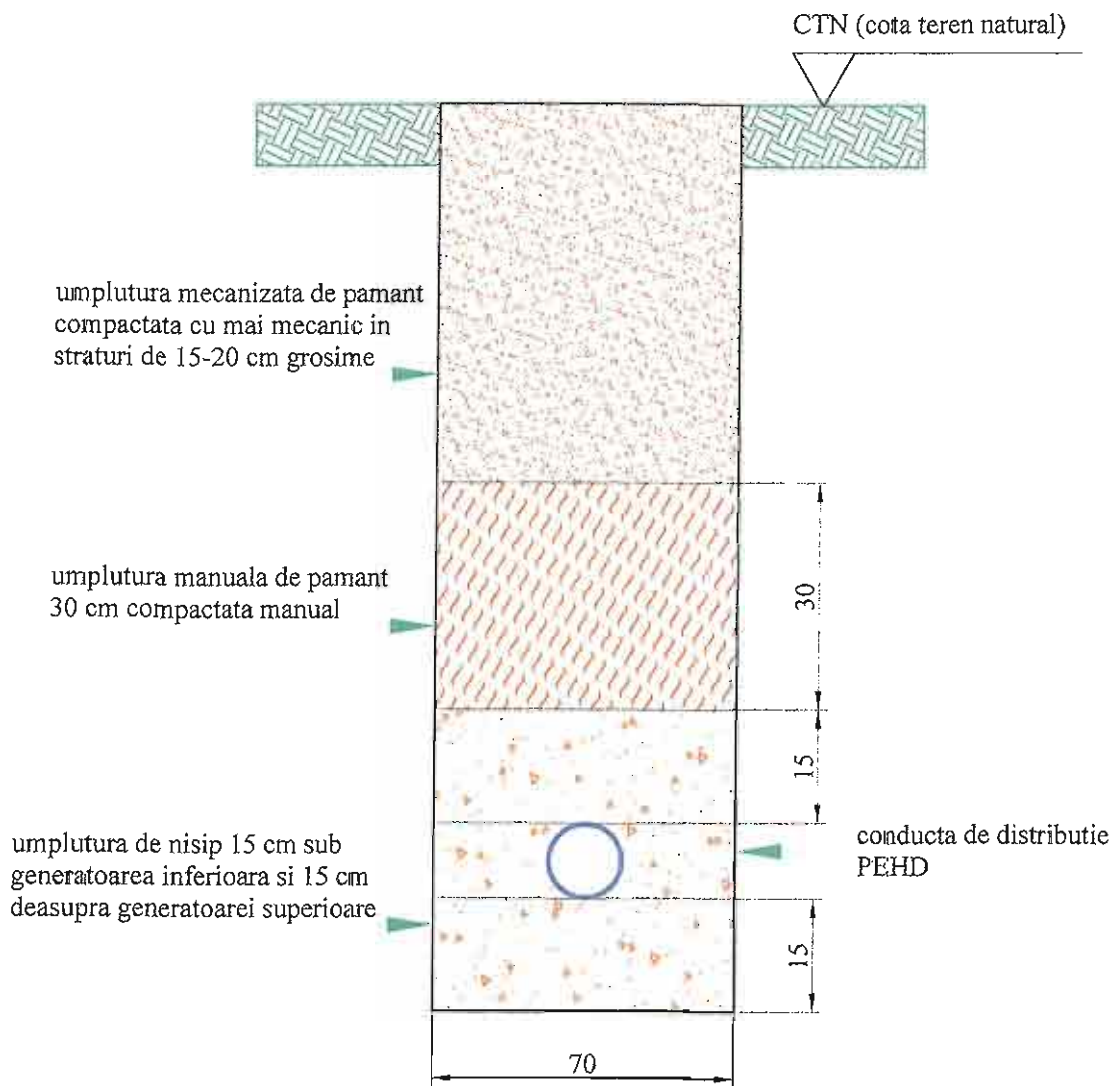 CTN (cota teren natural)
umplutura mecanizata de pamant
compactata cu mai mecanic in
straturi de 15-20 cm grosime
umplutura manuala de pamant
30 cm compactata manual
30
15
umplutura de nisip 15 cm sub
generatoarea inferioara si 15 cm
deasupra generatoarei superioare
conducta de distributie
PEHD
15
70